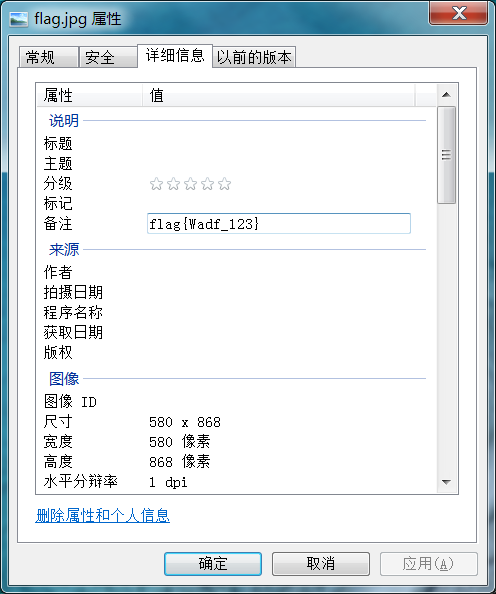 flag.jpg 属性
常规 安全 详细信息 以前的版本
属性 值
说明
标题
主题
分级
标记
备注 flag{Wadf_123}
来源
作者
拍摄日期
程序名称
获取日期
版权
图像
图像 ID
尺寸 580 x 868
宽度 580 像素
高度 868 像素
水平分辩率 1 dpi
删除属性和个人信息
确定 取消 应用(A)